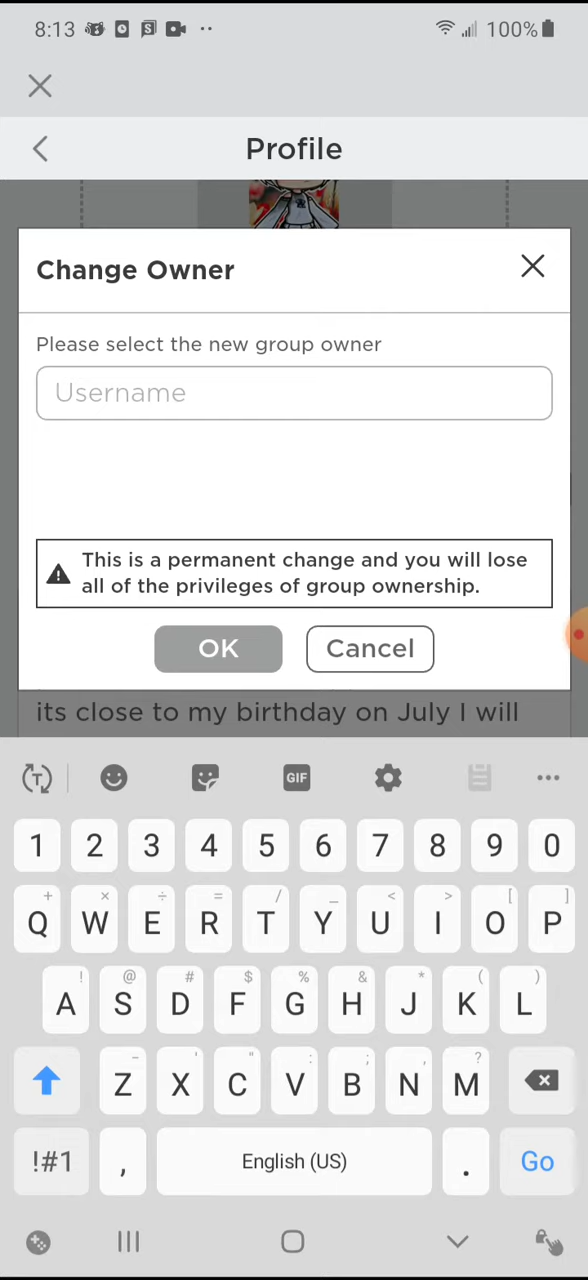 8:13
100%
Profile
Change Owner
Please select the new group owner
Username
This is a permanent change and you will lose
all of the privileges of group ownership.
OK Cancel
its close to my birthday on July I will
GIF
1 2 3 4 5 6 7 8 9 0
+ × ÷ = / _ < > [ ]
Q W E R T Y U I O P
! @ # $ % & * ( )
A S D F G H J K L
- ' " : ; , ?
Z X C V B N M
!#1 , English (US) . Go